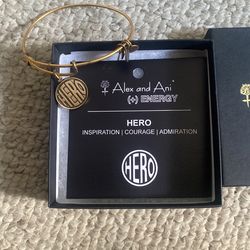 HERO
Alex and Ani
(+) ENERGY
HERO
INSPIRATION | COURAGE | ADMIRATION
HERO